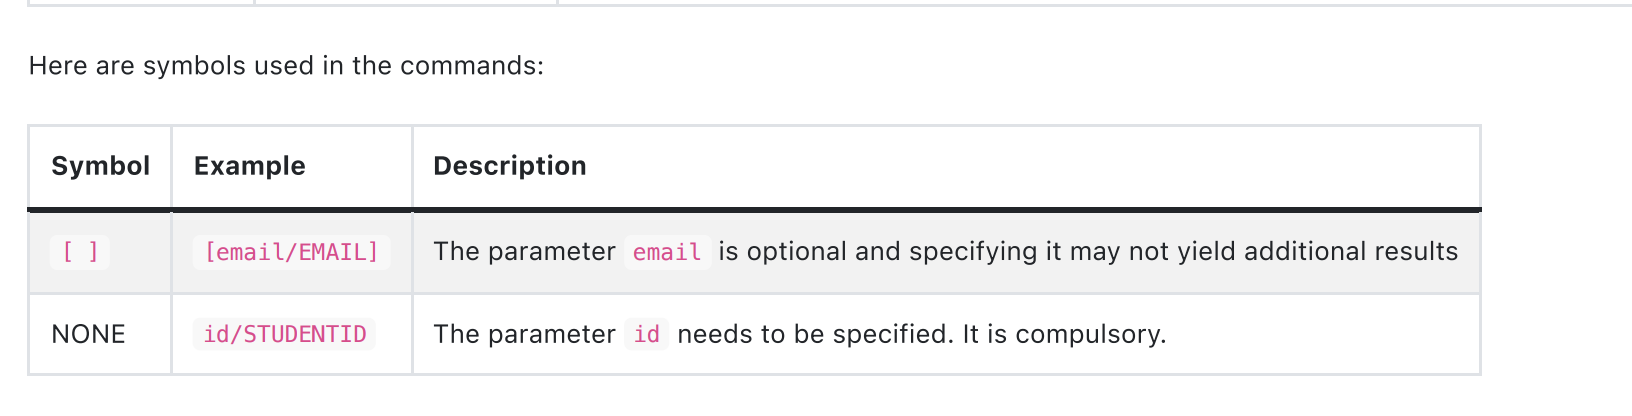 Here are symbols used in the commands:
Symbol Example Description
[ ] [email/EMAIL] The parameter email is optional and specifying it may not yield additional results
NONE id/STUDENTID The parameter id needs to be specified. It is compulsory.